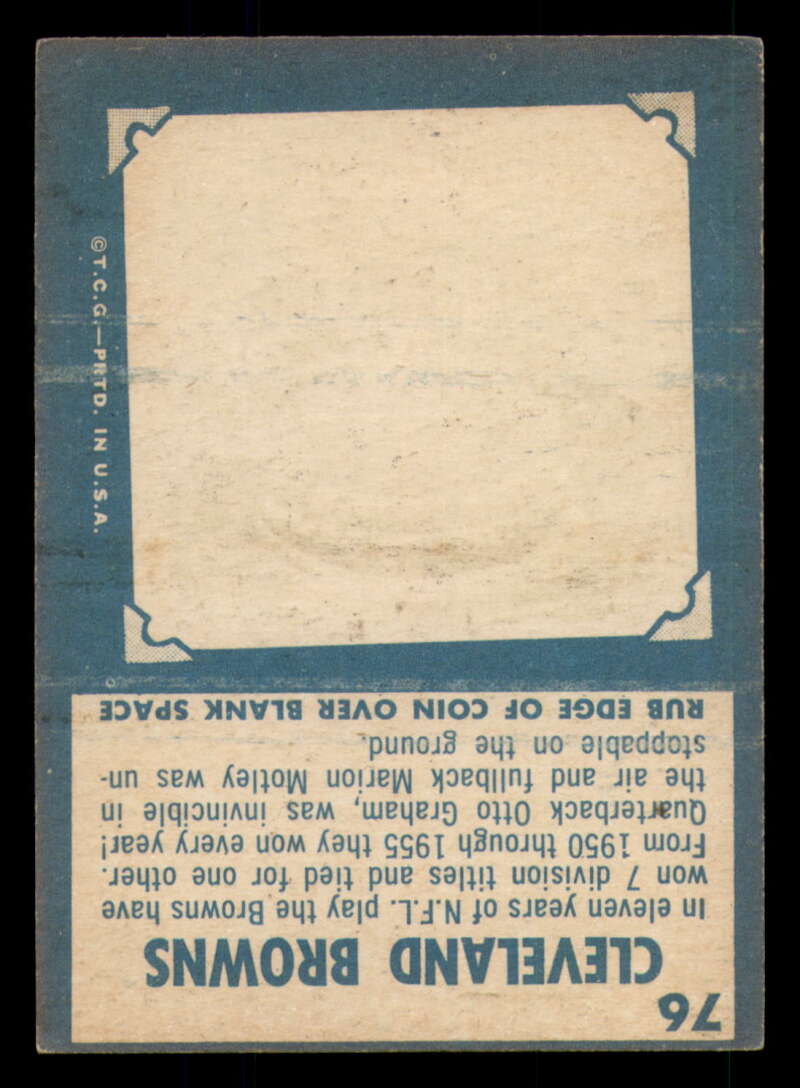 76
CLEVELAND BROWNS
In eleven years of N.F.L. play the Browns have
won 7 division titles and tied for one other.
From 1950 through 1955 they won every year!
Quarterback Otto Graham, was invincible in
the air and fullback Marion Motley was un-
stoppable on the ground.
RUB EDGE OF COIN OVER BLANK SPACE
©T.C.G.—PRTD. IN U.S.A.